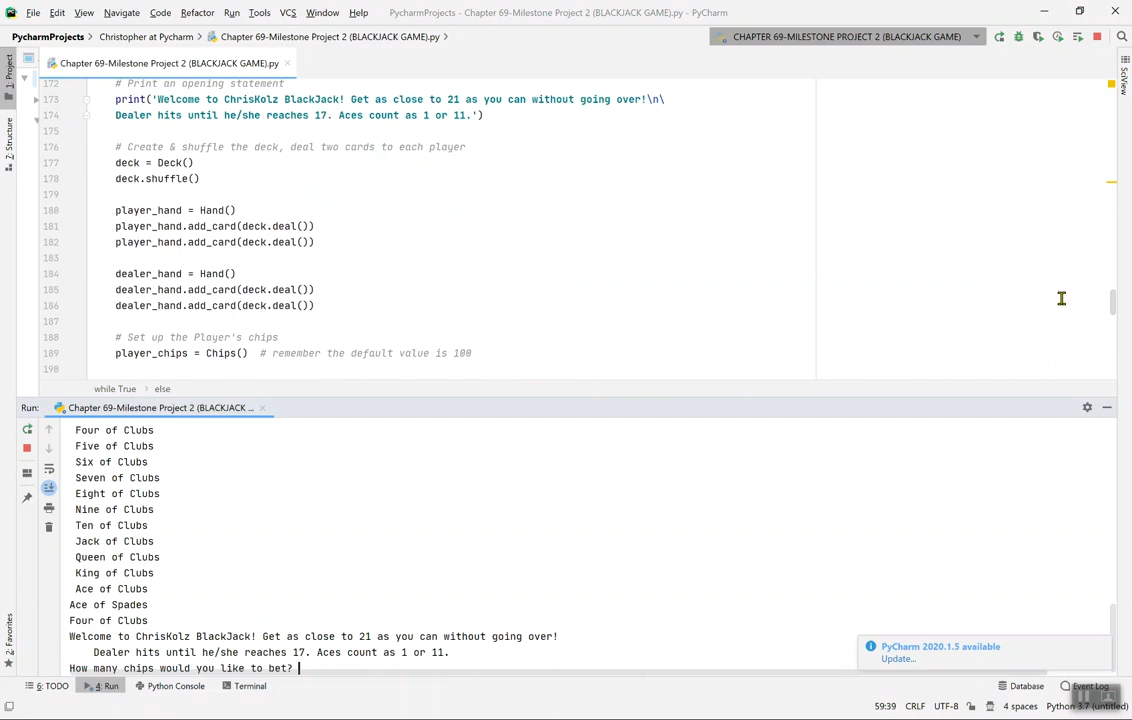 File Edit View Navigate Code Refactor Run Tools VCS Window Help PycharmProjects - Chapter 69-Milestone Project 2 (BLACKJACK GAME).py - PyCharm
PycharmProjects Christopher at Pycharm Chapter 69-Milestone Project 2 (BLACKJACK GAME).py CHAPTER 69-MILESTONE PROJECT 2 (BLACKJACK GAME)
Chapter 69-Milestone Project 2 (BLACKJACK GAME).py
1: Project
7: Structure
2: Favorites
SciView
172 # Print an opening statement
173 print('Welcome to ChrisKolz BlackJack! Get as close to 21 as you can without going over!\n\
174 Dealer hits until he/she reaches 17. Aces count as 1 or 11.')
175
176 # Create & shuffle the deck, deal two cards to each player
177 deck = Deck()
178 deck.shuffle()
179
180 player_hand = Hand()
181 player_hand.add_card(deck.deal())
182 player_hand.add_card(deck.deal())
183
184 dealer_hand = Hand()
185 dealer_hand.add_card(deck.deal())
186 dealer_hand.add_card(deck.deal())
187
188 # Set up the Player's chips
189 player_chips = Chips() # remember the default value is 100
190
while True else
Run: Chapter 69-Milestone Project 2 (BLACKJACK ...
Four of Clubs
Five of Clubs
Six of Clubs
Seven of Clubs
Eight of Clubs
Nine of Clubs
Ten of Clubs
Jack of Clubs
Queen of Clubs
King of Clubs
Ace of Clubs
Ace of Spades
Four of Clubs
Welcome to ChrisKolz BlackJack! Get as close to 21 as you can without going over!
Dealer hits until he/she reaches 17. Aces count as 1 or 11.
How many chips would you like to bet?
PyCharm 2020.1.5 available
Update...
6: TODO 4: Run Python Console Terminal Database Event Log
59:39 CRLF UTF-8 4 spaces Python 3.7 (untitled)